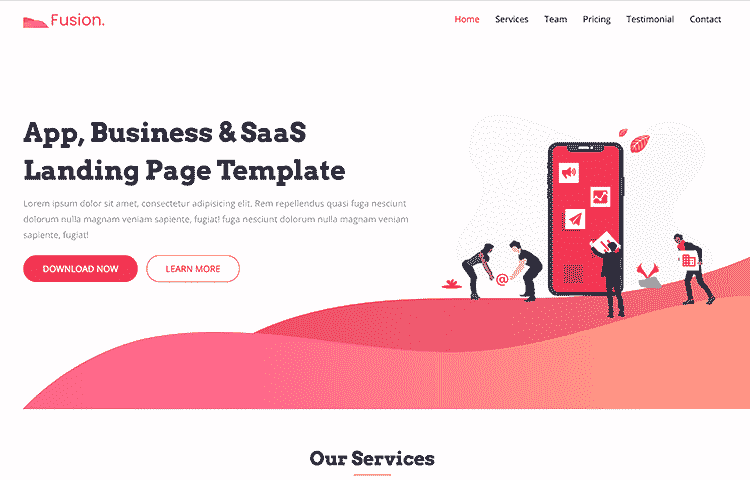 Fusion.
Home Services Team Pricing Testimonial Contact
App, Business & SaaS
Landing Page Template
Lorem ipsum dolor sit amet, consectetur adipisicing elit. Rem repellendus quasi fuga nesciunt
dolorum nulla magnam veniam sapiente, fugiat! fuga nesciunt dolorum nulla magnam veniam
sapiente, fugiat!
DOWNLOAD NOW LEARN MORE
@
Our Services